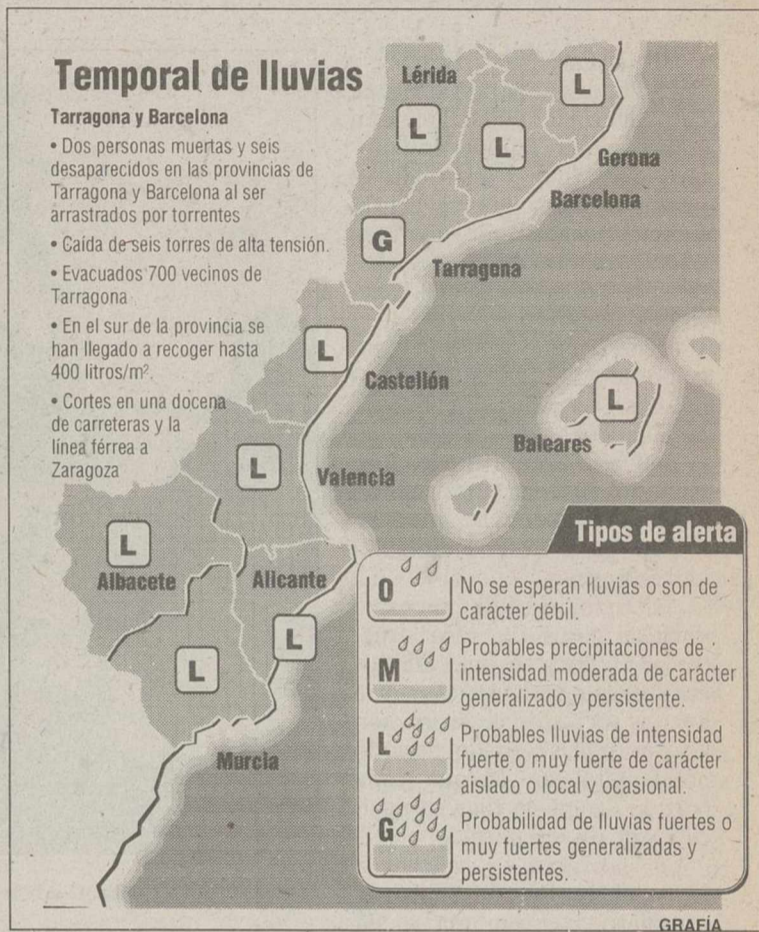 Temporal de lluvias
Tarragona y Barcelona
• Dos personas muertas y seis
desaparecidos en las provincias de
Tarragona y Barcelona al ser
arrastrados por torrentes
• Caída de seis torres de alta tensión.
• Evacuados 700 vecinos de
Tarragona
• En el sur de la provincia se
han llegado a recoger hasta
400 litros/m².
• Cortes en una docena
de carreteras y la
línea férrea a
Zaragoza
Lérida
L
L
L
Gerona
Barcelona
G
Tarragona
L
Castellón
L
Baleares
L
Valencia
L
Albacete
Alicante
L
L
Murcia
Tipos de alerta
O
No se esperan lluvias o son de
carácter débil.
M
Probables precipitaciones de
intensidad moderada de carácter
generalizado y persistente.
L
Probables lluvias de intensidad
fuerte o muy fuerte de carácter
aislado o local y ocasional.
G
Probabilidad de lluvias fuertes o
muy fuertes generalizadas y
persistentes.
GRAFÍA